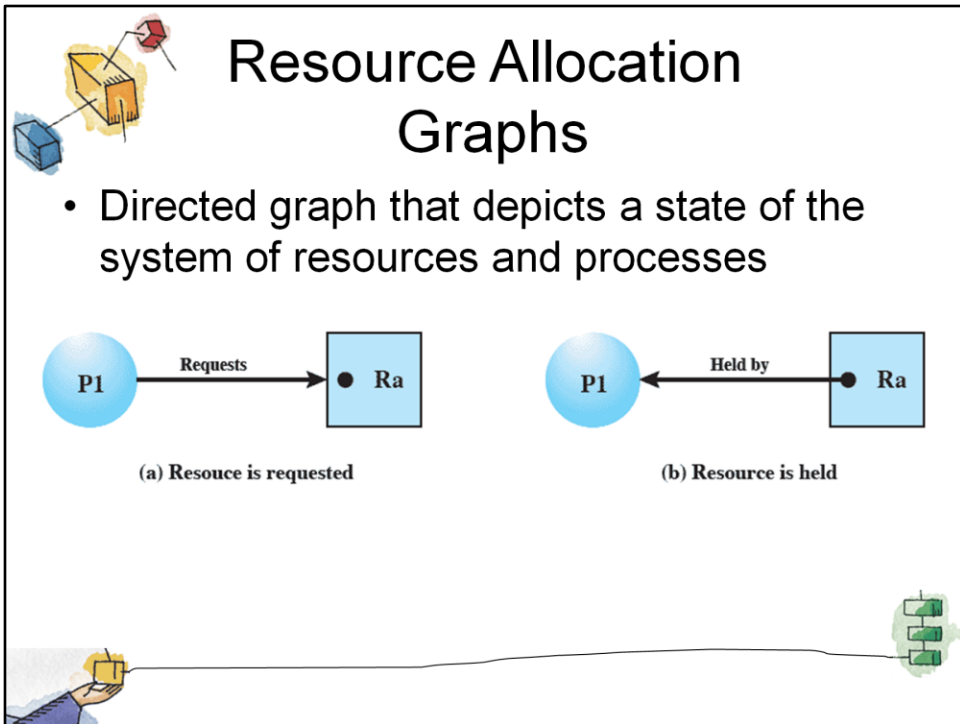 Resource Allocation
Graphs
• Directed graph that depicts a state of the
system of resources and processes
P1
Requests
Ra
P1
Held by
Ra
(a) Resouce is requested
(b) Resource is held